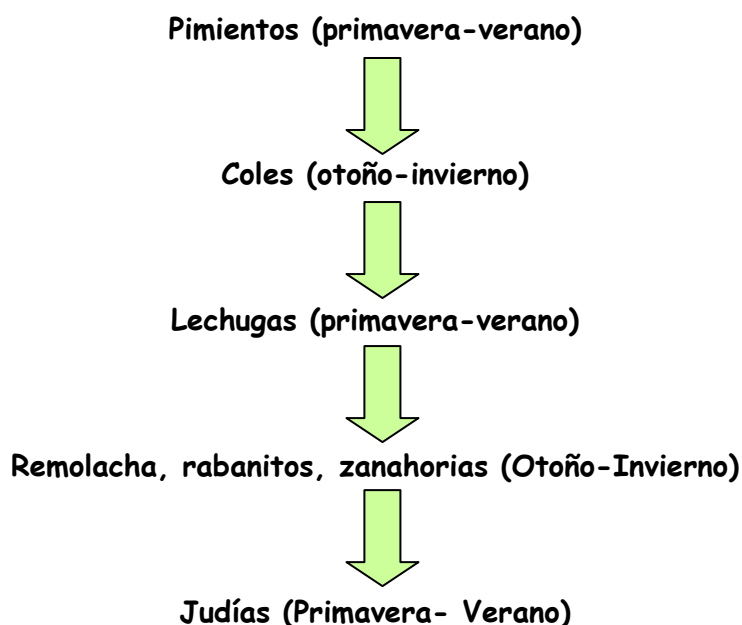 Pimientos (primavera-verano)
Coles (otoño-invierno)
Lechugas (primavera-verano)
Remolacha, rabanitos, zanahorias (Otoño-Invierno)
Judías (Primavera- Verano)